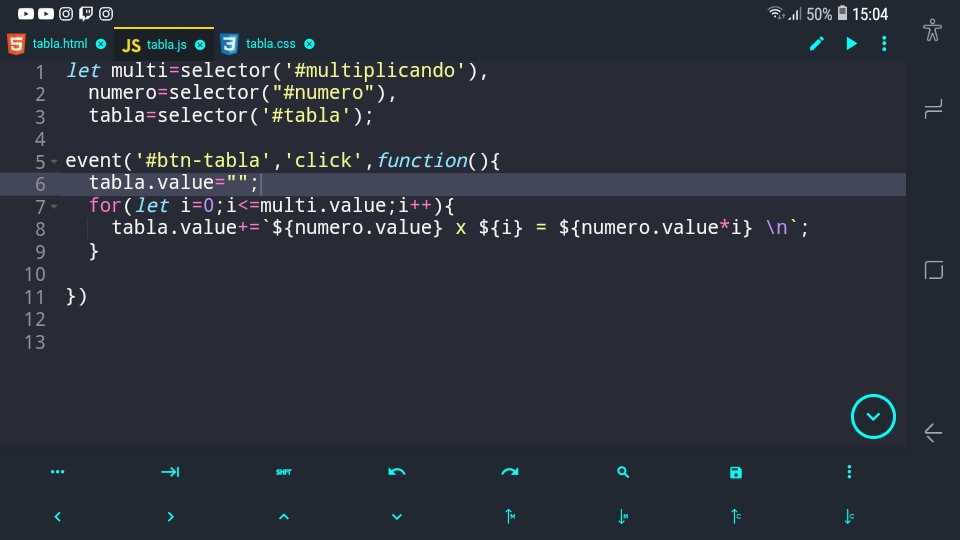 50% 15:04
tabla.html JS tabla.js tabla.css
1 let multi=selector('#multiplicando'),
2 numero=selector("#numero"),
3 tabla=selector('#tabla');
4
5 event('#btn-tabla','click',function(){
6 tabla.value="";
7 for(let i=0;i<=multi.value;i++){
8 tabla.value+=`${numero.value} x ${i} = ${numero.value*i} \n`;
9 }
10
11 })
12
13
SHFT
M M C C